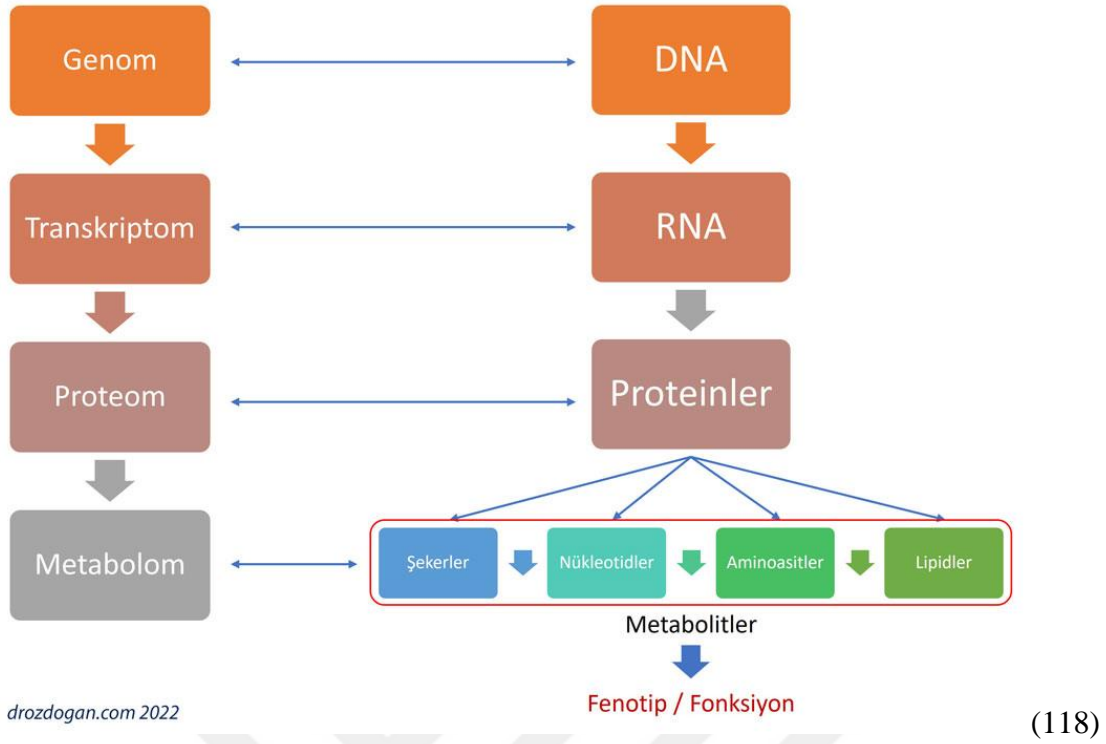 Genom
DNA
Transkriptom
RNA
Proteom
Proteinler
Metabolom
Şekerler
Nükleotidler
Aminoasitler
Lipidler
Metabolitler
Fenotip / Fonksiyon
drozdogan.com 2022
(118)